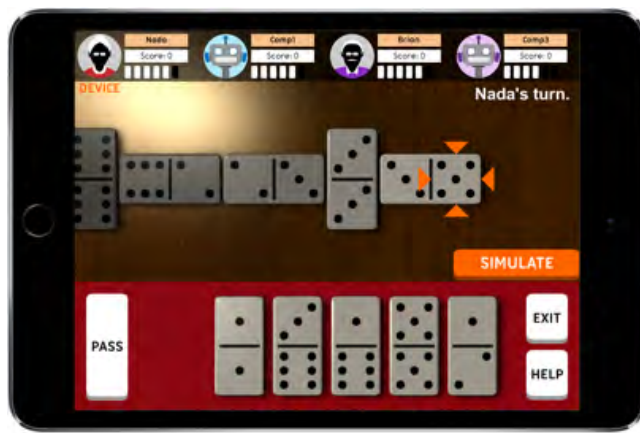 Nada
Score: 0
Comp1
Score: 0
Brian
Score: 0
Comp3
Score: 0
DEVICE
Nada's turn.
SIMULATE
PASS
EXIT
HELP